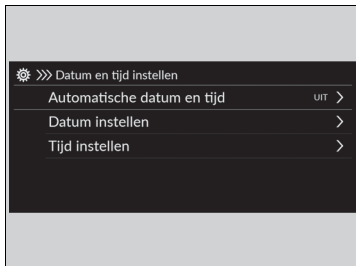 Datum en tijd instellen
Automatische datum en tijd UIT
Datum instellen
Tijd instellen